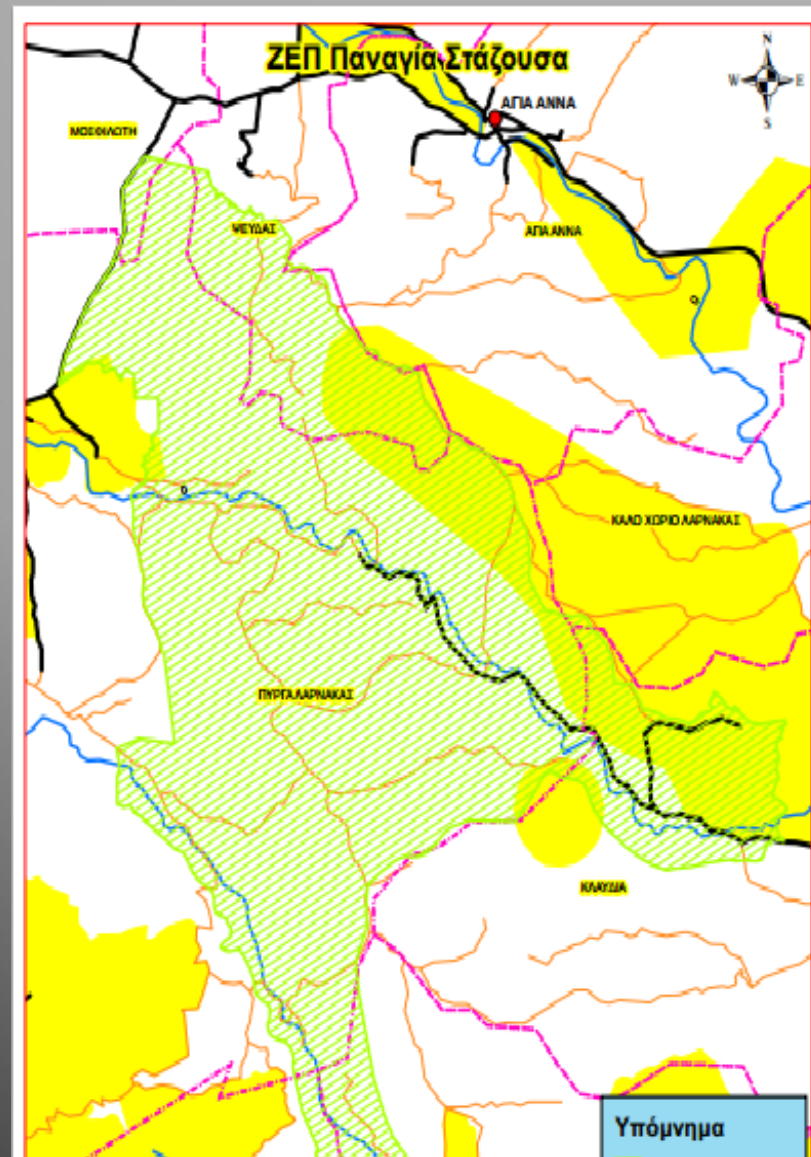 ΖΕΠ Παναγία Στάζουσα
N
W E
S
ΑΓΙΑ ΑΝΝΑ
ΜΟΣΦΙΛΩΤΗ
ΨΕΥΔΑΣ
ΑΓΙΑ ΑΝΝΑ
ΚΑΛΟ ΧΩΡΙΟ ΛΑΡΝΑΚΑΣ
ΠΥΡΓΑ ΛΑΡΝΑΚΑΣ
ΚΛΑΥΔΙΑ
Υπόμνημα